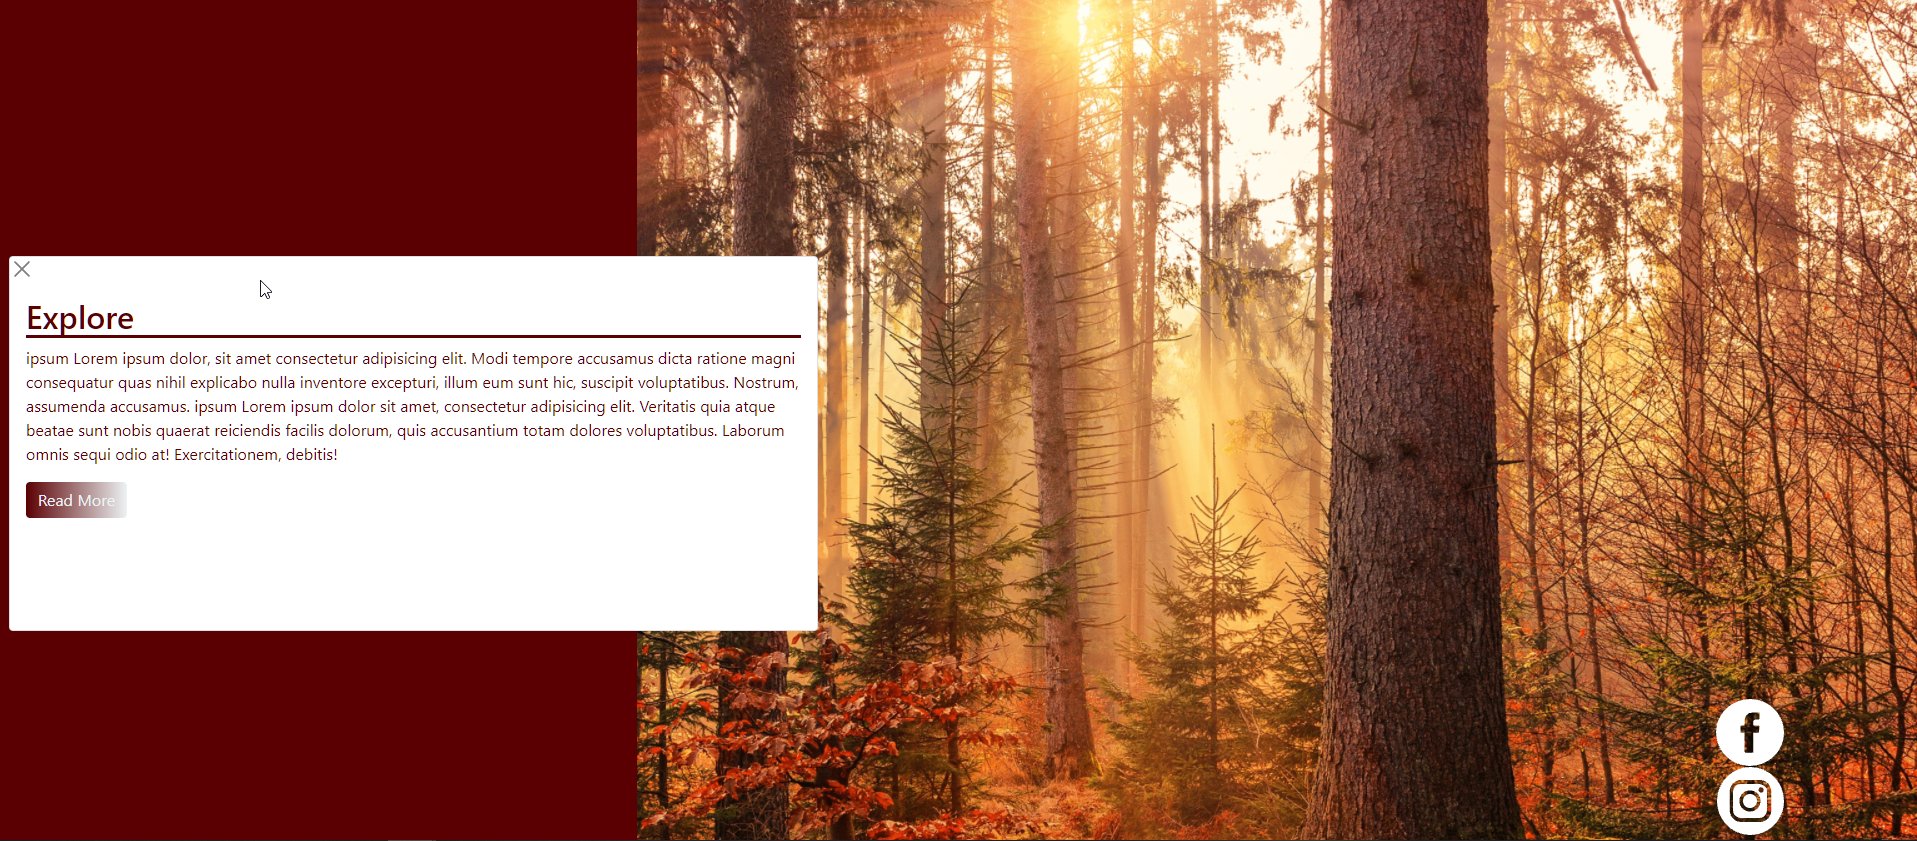 Explore
ipsum Lorem ipsum dolor, sit amet consectetur adipisicing elit. Modi tempore accusamus dicta ratione magni
consequatur quas nihil explicabo nulla inventore excepturi, illum eum sunt hic, suscipit voluptatibus. Nostrum,
assumenda accusamus. ipsum Lorem ipsum dolor sit amet, consectetur adipisicing elit. Veritatis quia atque
beatae sunt nobis quaerat reiciendis facilis dolorum, quis accusantium totam dolores voluptatibus. Laborum
omnis sequi odio at! Exercitationem, debitis!
Read More